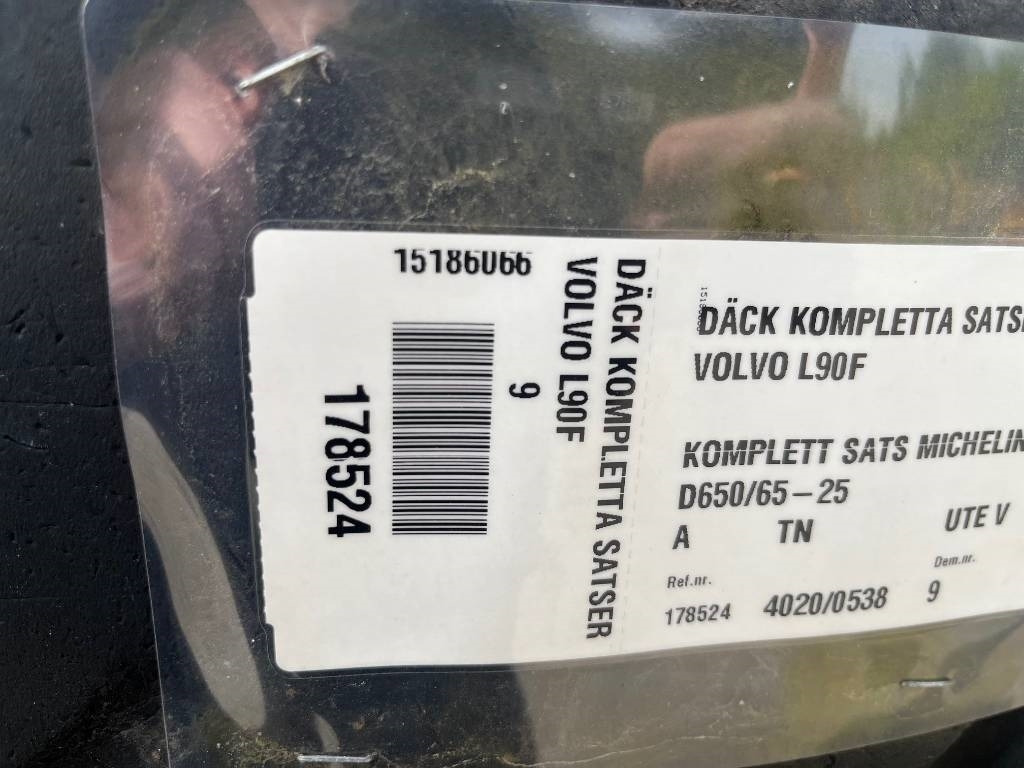 15186066
178524
9
DÄCK KOMPLETTA SATSER
VOLVO L90F
DÄCK KOMPLETTA SATS
VOLVO L90F
KOMPLETT SATS MICHELIN
D650/65-25
A TN UTE V
Ref.nr. Dem.nr.
178524 4020/0538 9